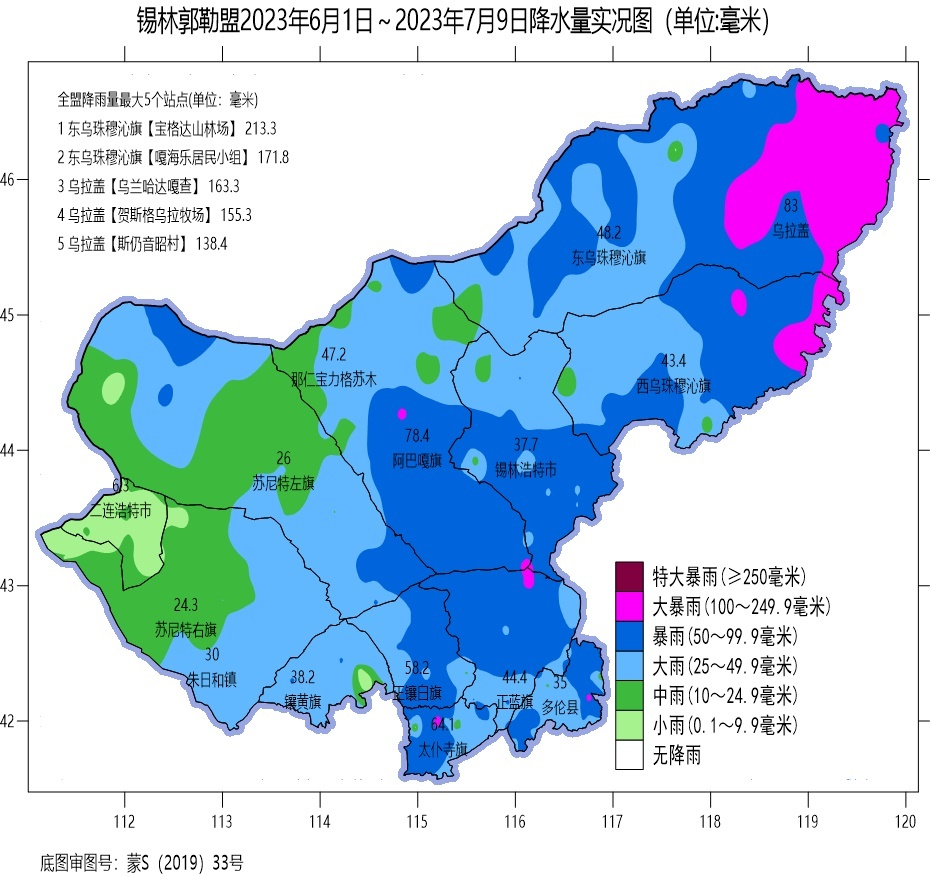 锡林郭勒盟2023年6月1日～2023年7月9日降水量实况图（单位:毫米）
全盟降雨量最大5个站点(单位：毫米)
1 东乌珠穆沁旗【宝格达山林场】 213.3
2 东乌珠穆沁旗【嘎海乐居民小组】 171.8
3 乌拉盖【乌兰哈达嘎查】 163.3
4 乌拉盖【贺斯格乌拉牧场】 155.3
5 乌拉盖【斯仍音昭村】 138.4
46
83
乌拉盖
48.2
东乌珠穆沁旗
45
47.2
那仁宝力格苏木
43.4
西乌珠穆沁旗
44
78.4
阿巴嘎旗
37.7
锡林浩特市
26
苏尼特左旗
6.3
二连浩特市
43
24.3
苏尼特右旗
30
朱日和镇
38.2
镶黄旗
58.2
正镶白旗
44.4
正蓝旗
35
多伦县
42
64.1
太仆寺旗
特大暴雨(≥250毫米)
大暴雨(100～249.9毫米)
暴雨(50～99.9毫米)
大雨(25～49.9毫米)
中雨(10～24.9毫米)
小雨(0.1～9.9毫米)
无降雨
112 113 114 115 116 117 118 119 120
底图审图号：蒙S（2019）33号